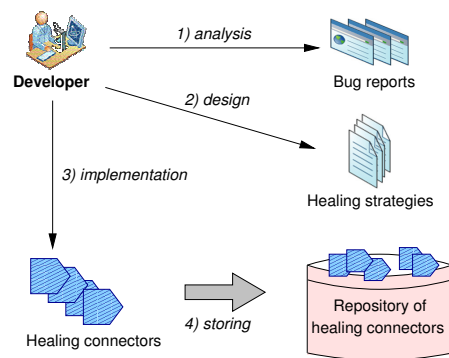 1) analysis
Developer
Bug reports
2) design
3) implementation
Healing strategies
Repository of
healing connectors
4) storing
Healing connectors